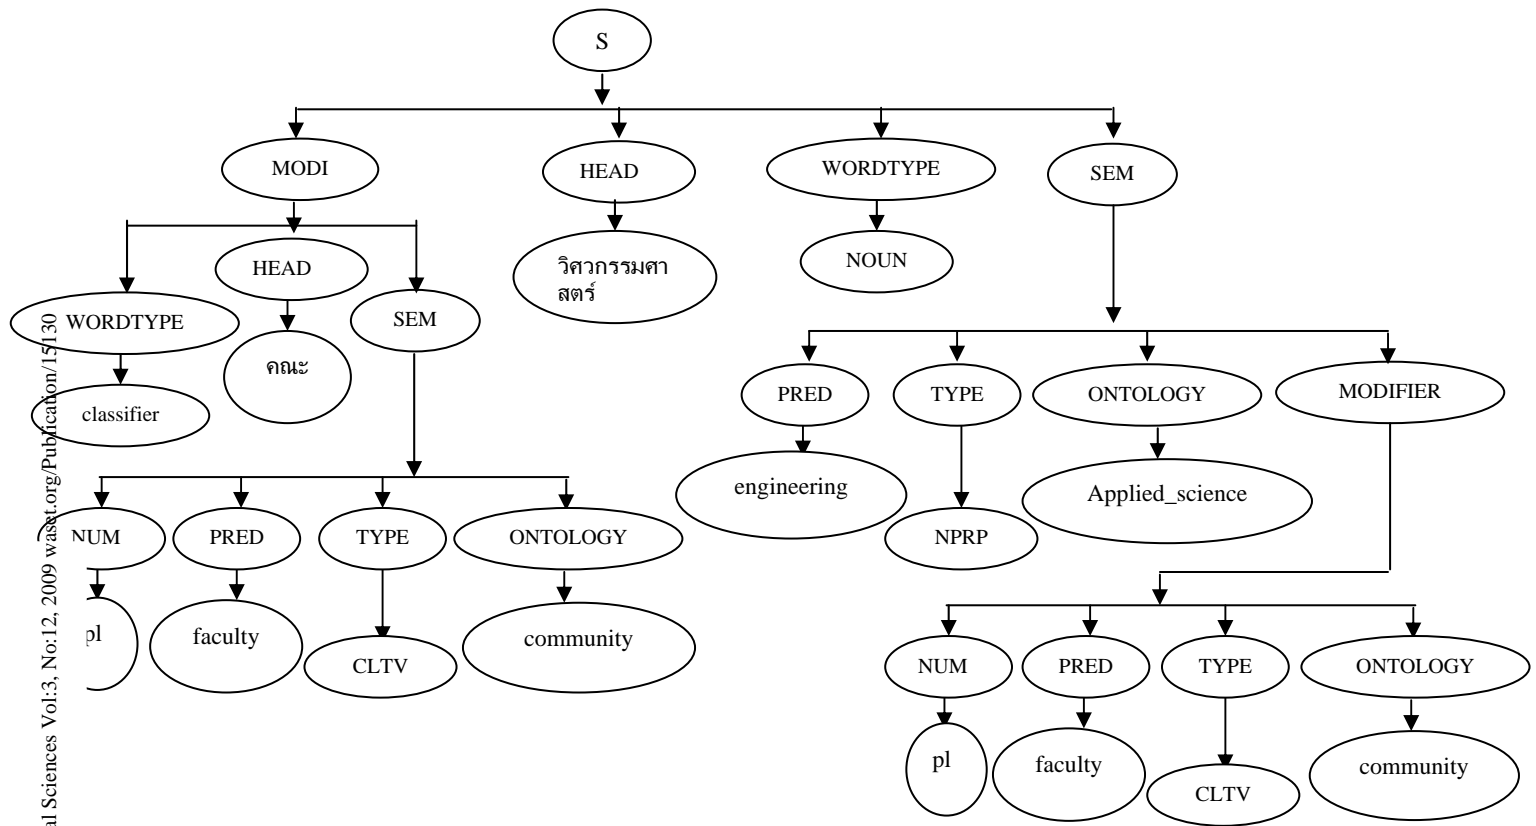 S
MODI
HEAD
WORDTYPE
SEM
HEAD
วิศวกรรมศา
สตร์
NOUN
WORDTYPE
SEM
classifier
คณะ
PRED
TYPE
ONTOLOGY
MODIFIER
engineering
NPRP
Applied_science
NUM
PRED
TYPE
ONTOLOGY
pl
faculty
CLTV
community
NUM
PRED
TYPE
ONTOLOGY
pl
faculty
CLTV
community
al Sciences Vol:3, No:12, 2009 waset.org/Publication/15130